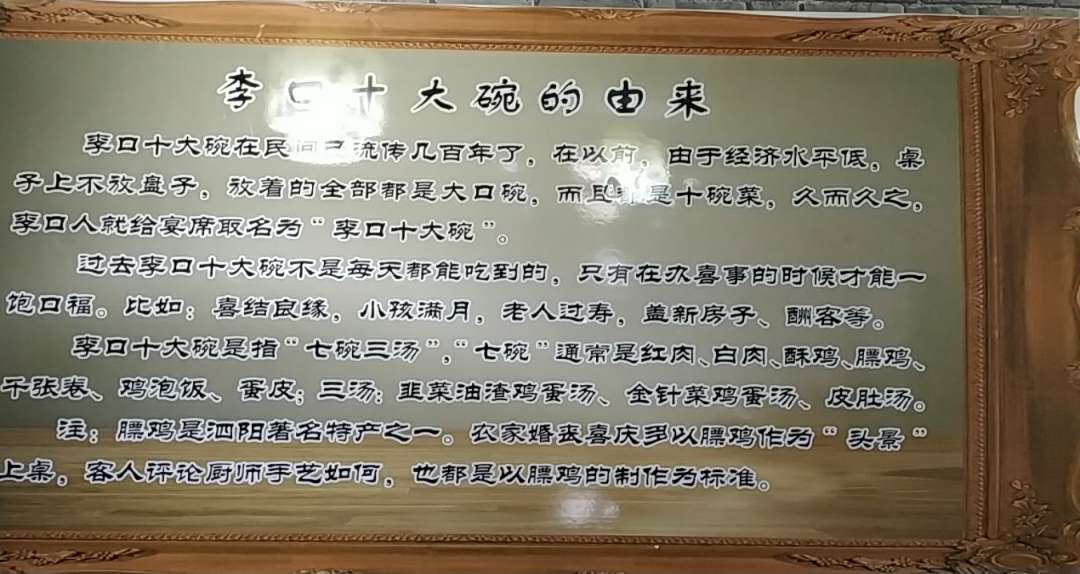 李口十大碗的由来
李口十大碗在民间已流传几百年了，在以前，由于经济水平低，桌
子上不放盘子，放着的全部都是大口碗，而且都是十碗菜，久而久之，
李口人就给宴席取名为“李口十大碗”。
过去李口十大碗不是每天都能吃到的，只有在办喜事的时候才能一
饱口福。比如：喜结良缘，小孩满月，老人过寿，盖新房子、酬客等。
李口十大碗是指“七碗三汤”，“七碗”通常是红肉、白肉、酥鸡、膘鸡、
千张卷、鸡泡饭、蛋皮；三汤：韭菜油渣鸡蛋汤、金针菜鸡蛋汤、皮肚汤。
注：膘鸡是泗阳著名特产之一。农家婚丧喜庆多以膘鸡作为“头景”
上桌，客人评论厨师手艺如何，也都是以膘鸡的制作为标准。